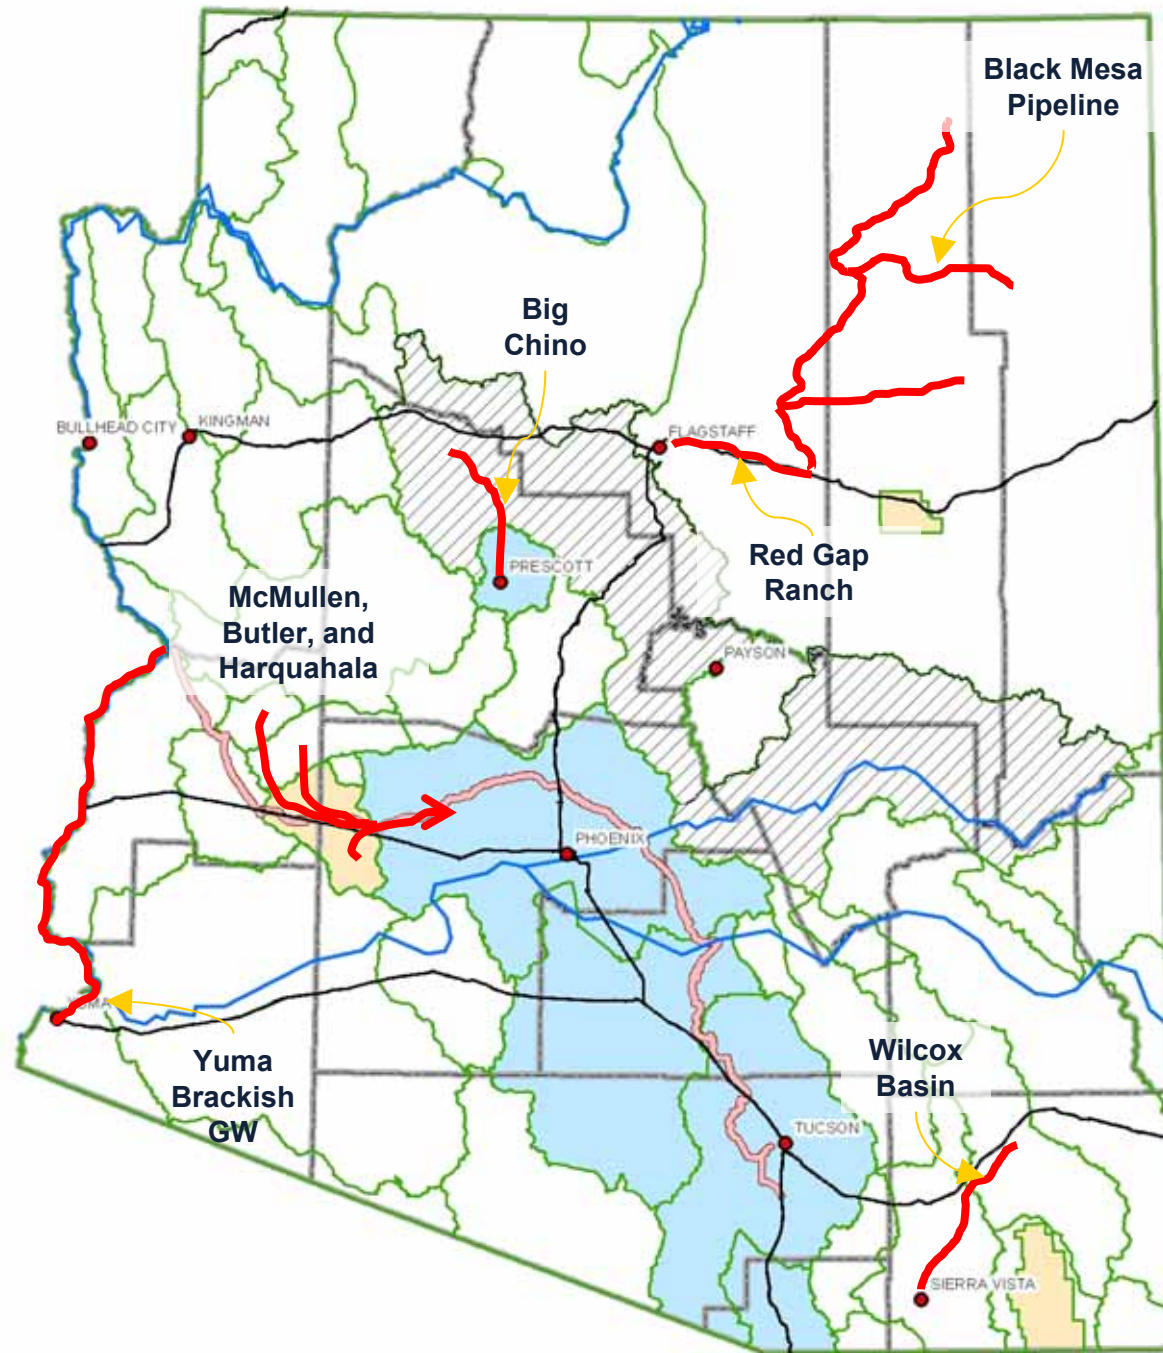 Black Mesa
Pipeline
Big
Chino
BULLHEAD CITY
KINGMAN
FLAGSTAFF
Red Gap
Ranch
PRESCOTT
McMullen,
Butler, and
Harquahala
PAYSON
PHOENIX
YUMA
Yuma
Brackish
GW
Wilcox
Basin
TUCSON
SIERRA VISTA